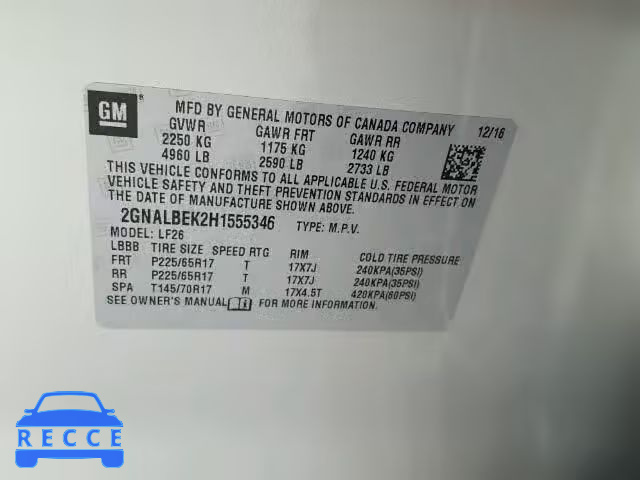 GM ®
MFD BY GENERAL MOTORS OF CANADA COMPANY 12/16
GVWR GAWR FRT GAWR RR
2250 KG 1175 KG 1240 KG
4960 LB 2590 LB 2733 LB
THIS VEHICLE CONFORMS TO ALL APPLICABLE U.S. FEDERAL MOTOR
VEHICLE SAFETY AND THEFT PREVENTION STANDARDS IN EFFECT ON
THE DATE OF MANUFACTURE SHOWN ABOVE.
2GNALBEK2H1555346 TYPE: M.P.V.
MODEL: LF26
LBBB TIRE SIZE SPEED RTG RIM COLD TIRE PRESSURE
FRT P225/65R17 T 17X7J 240KPA(35PSI)
RR P225/65R17 T 17X7J 240KPA(35PSI)
SPA T145/70R17 M 17X4.5T 420KPA(60PSI)
SEE OWNER'S MANUAL FOR MORE INFORMATION.
RECCE